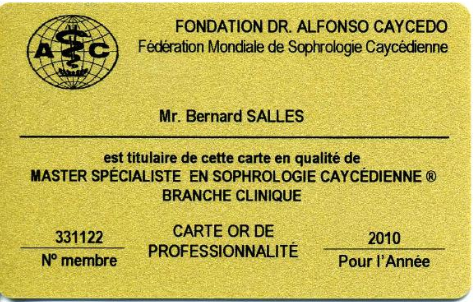 FONDATION DR. ALFONSO CAYCEDO
Fédération Mondiale de Sophrologie Caycédienne
A C
Mr. Bernard SALLES
est titulaire de cette carte en qualité de
MASTER SPÉCIALISTE EN SOPHROLOGIE CAYCÉDIENNE ®
BRANCHE CLINIQUE
331122
Nº membre
CARTE OR DE
PROFESSIONNALITÉ
2010
Pour l'Année